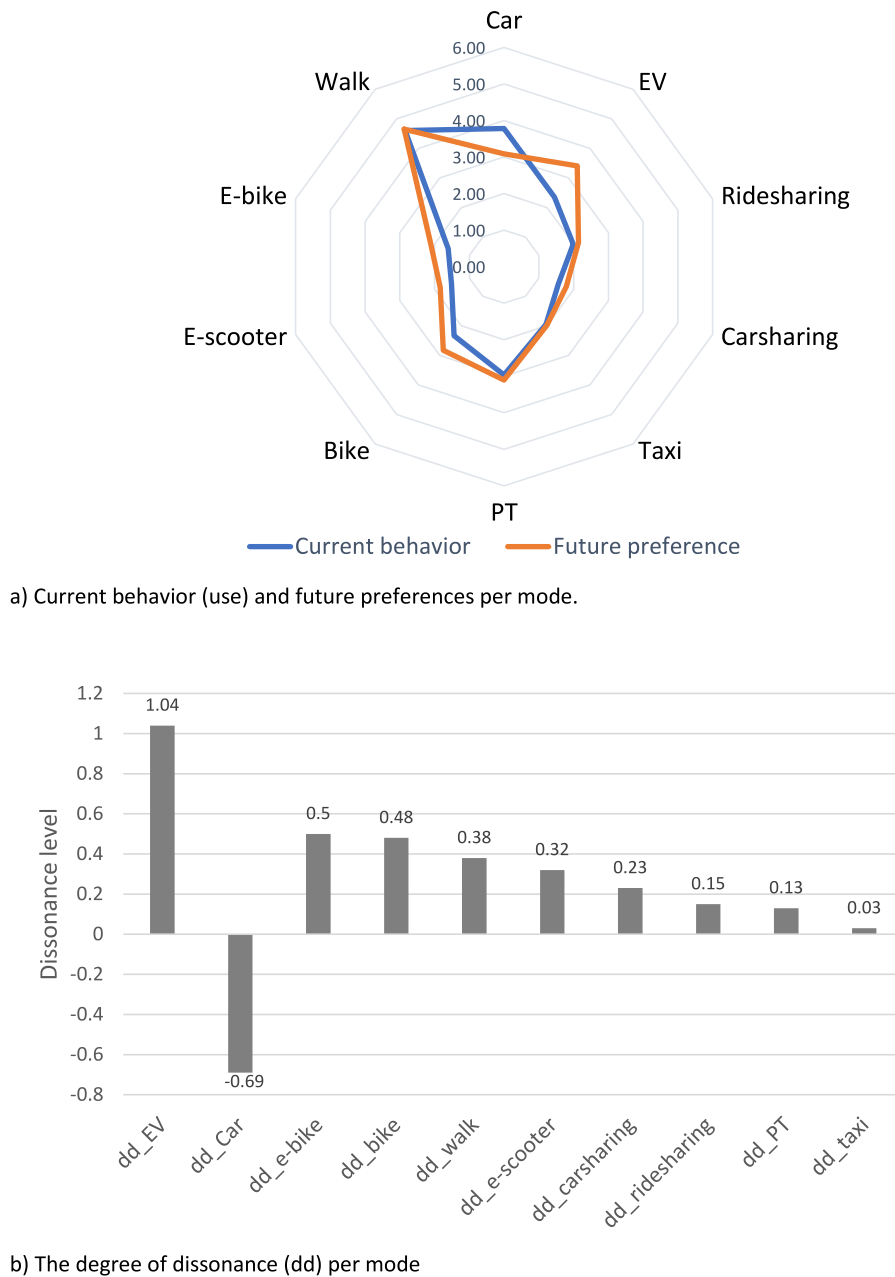 Car
6.00
Walk
EV
5.00
4.00
3.00
E-bike
2.00
Ridesharing
1.00
0.00
E-scooter
Carsharing
Bike
Taxi
PT
Current behavior
Future preference
a) Current behavior (use) and future preferences per mode.
1.2
1.04
1
0.8
0.6
0.5
0.48
0.38
0.4
0.32
0.23
0.2
0.15
0.13
0.03
0
-0.2
-0.4
-0.6
-0.69
-0.8
Dissonance level
dd_EV
dd_Car
dd_e-bike
dd_bike
dd_walk
dd_e-scooter
dd_carsharing
dd_ridesharing
dd_PT
dd_taxi
b) The degree of dissonance (dd) per mode